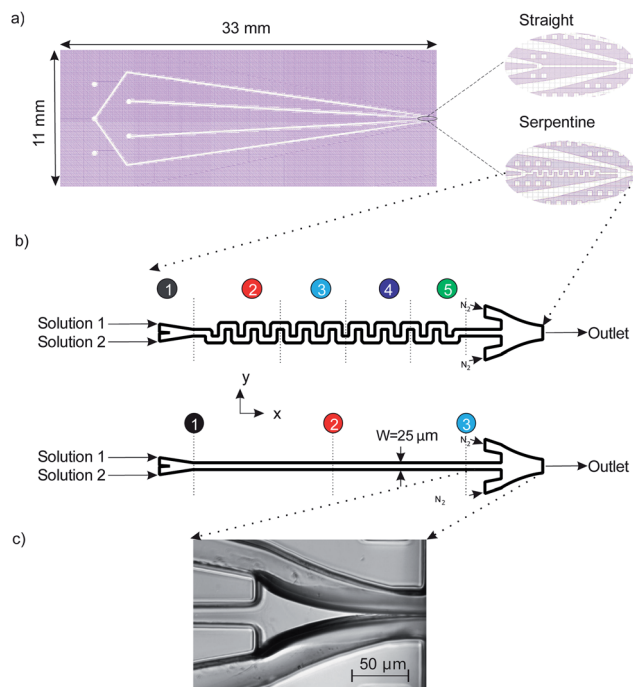 a)
33 mm
11 mm
Straight
Serpentine
b)
1 2 3 4 5
Solution 1
Solution 2
N2
N2
Outlet
y
x
1 2 3
W=25 µm
Solution 1
Solution 2
N2
N2
Outlet
c)
50 µm